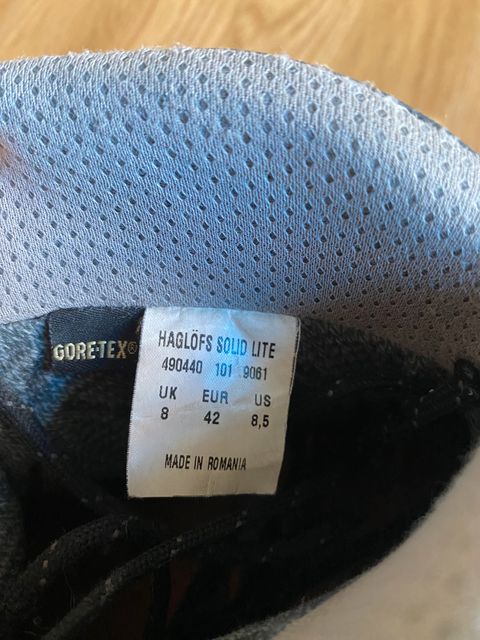 GORE-TEX®
HAGLÖFS SOLID LITE
490440 101 9061
UK EUR US
8 42 8,5
MADE IN ROMANIA